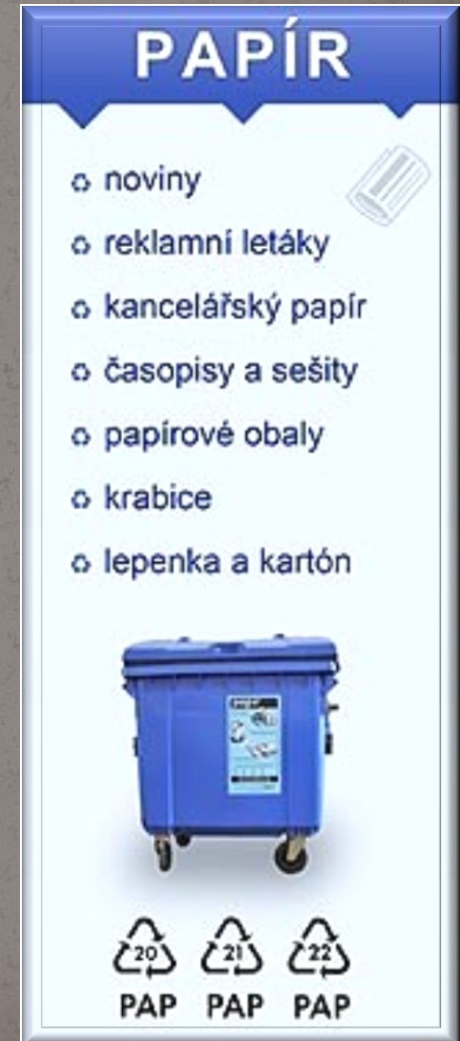 PAPÍR
noviny
reklamní letáky
kancelářský papír
časopisy a sešity
papírové obaly
krabice
lepenka a kartón
20 21 22
PAP PAP PAP